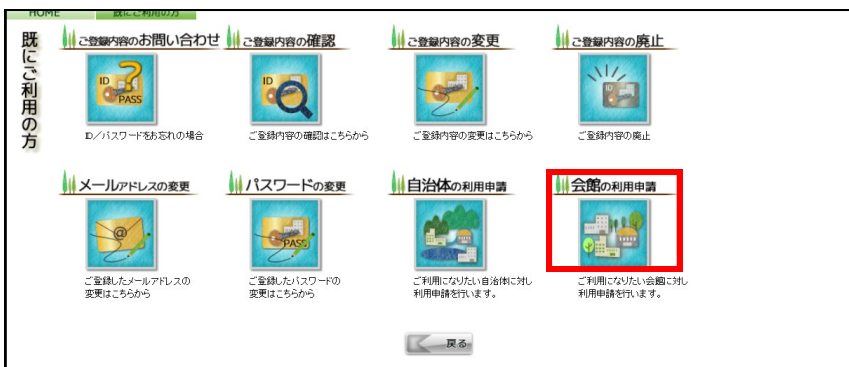 HOME 既にご利用の方
既にご利用の方
ご登録内容のお問い合わせ
ご登録内容の確認
ご登録内容の変更
ご登録内容の廃止
ID
PASS
ID
ID
ID／パスワードをお忘れの場合
ご登録内容の確認はこちらから
ご登録内容の変更はこちらから
ご登録内容の廃止
メールアドレスの変更
パスワードの変更
自治体の利用申請
会館の利用申請
@
PASS
ご登録したメールアドレスの
変更はこちらから
ご登録したパスワードの
変更はこちらから
ご利用になりたい自治体に対し
利用申請を行います。
ご利用になりたい会館に対し
利用申請を行います。
戻る